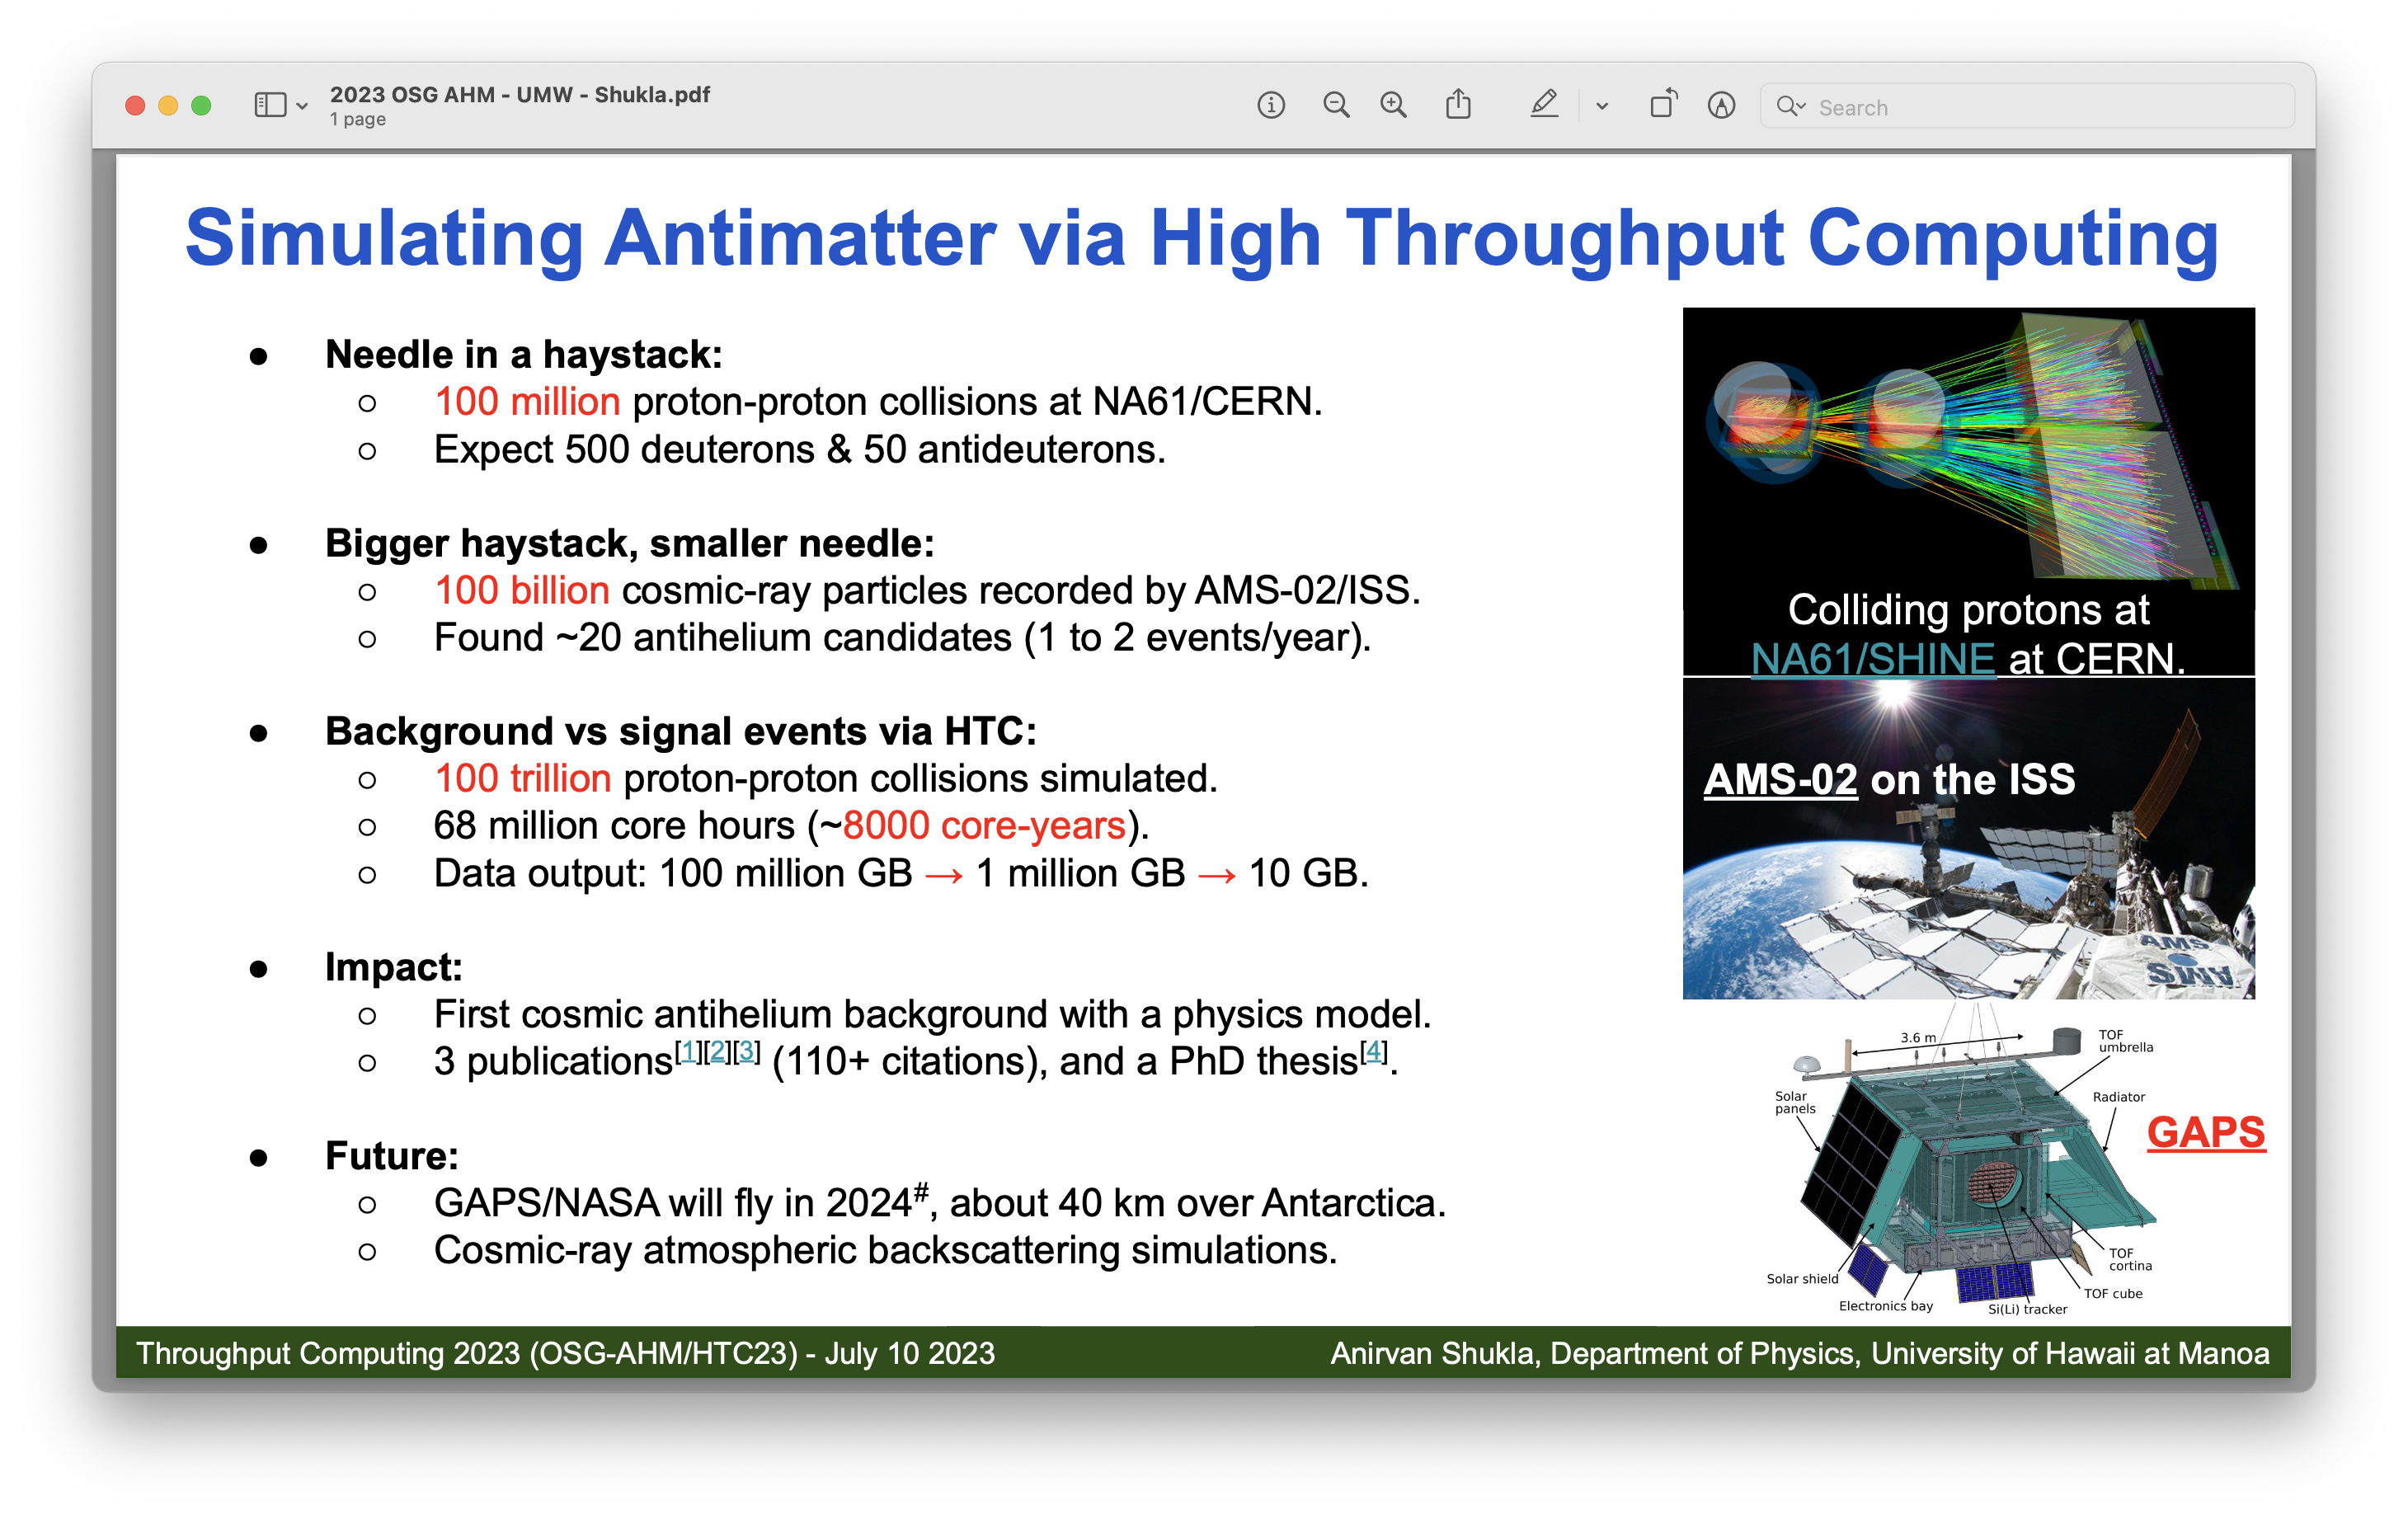 2023 OSG AHM - UMW - Shukla.pdf
1 page
Search
Simulating Antimatter via High Throughput Computing
● Needle in a haystack:
○ 100 million proton-proton collisions at NA61/CERN.
○ Expect 500 deuterons & 50 antideuterons.
● Bigger haystack, smaller needle:
○ 100 billion cosmic-ray particles recorded by AMS-02/ISS.
○ Found ~20 antihelium candidates (1 to 2 events/year).
● Background vs signal events via HTC:
○ 100 trillion proton-proton collisions simulated.
○ 68 million core hours (~8000 core-years).
○ Data output: 100 million GB → 1 million GB → 10 GB.
● Impact:
○ First cosmic antihelium background with a physics model.
○ 3 publications[1][2][3] (110+ citations), and a PhD thesis[4].
● Future:
○ GAPS/NASA will fly in 2024#, about 40 km over Antarctica.
○ Cosmic-ray atmospheric backscattering simulations.
Colliding protons at
NA61/SHINE at CERN.
AMS-02 on the ISS
AMS
AMS
3.6 m
TOF
umbrella
Solar
panels
Radiator
GAPS
TOF
cortina
Solar shield
TOF cube
Electronics bay
Si(Li) tracker
Throughput Computing 2023 (OSG-AHM/HTC23) - July 10 2023
Anirvan Shukla, Department of Physics, University of Hawaii at Manoa